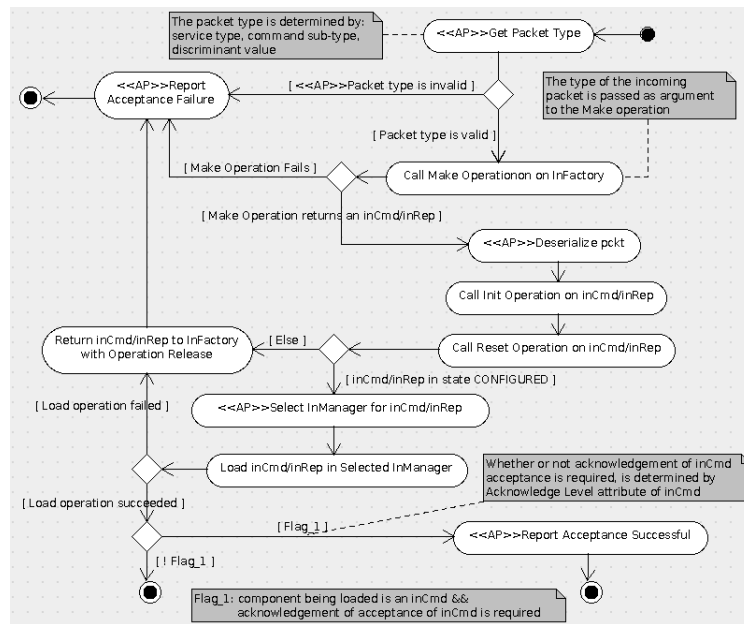 The packet type is determined by:
service type, command sub-type,
discriminant value
<<AP>>Get Packet Type
<<AP>>Report
Acceptance Failure
[ <<AP>>Packet type is invalid ]
The type of the incoming
packet is passed as argument
to the Make operation
[ Packet type is valid ]
[ Make Operation Fails ]
Call Make Operationon on InFactory
[ Make Operation returns an inCmd/inRep ]
<<AP>>Deserialize pckt
Call Init Operation on inCmd/inRep
Return inCmd/inRep to InFactory
with Operation Release
[ Else ]
Call Reset Operation on inCmd/inRep
[ inCmd/inRep in state CONFIGURED ]
[ Load operation failed ]
<<AP>>Select InManager for inCmd/inRep
Load inCmd/inRep in Selected InManager
Whether or not acknowledgement of inCmd
acceptance is required, is determined by
Acknowledge Level attribute of inCmd
[ Load operation succeeded ]
[ Flag_1 ]
<<AP>>Report Acceptance Successful
[ ! Flag_1 ]
Flag_1: component being loaded is an inCmd &&
acknowledgement of acceptance of inCmd is required